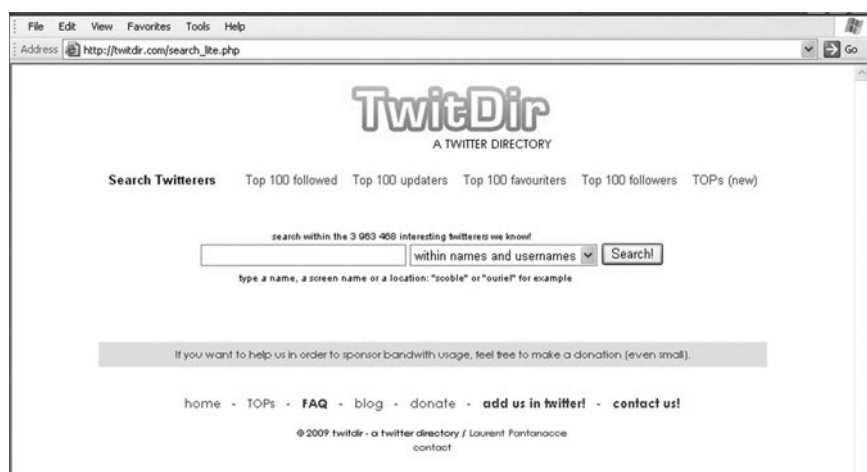 File Edit View Favorites Tools Help
Address http://twitdir.com/search_lite.php Go
TwitDir
A TWITTER DIRECTORY
Search Twitterers Top 100 followed Top 100 updaters Top 100 favouriters Top 100 followers TOPs (new)
search within the 3 963 468 interesting twitterers we know!
within names and usernames Search!
type a name, a screen name or a location: "scoble" or "ouriel" for example
If you want to help us in order to sponsor bandwith usage, feel free to make a donation (even small).
home - TOPs - FAQ - blog - donate - add us in twitter! - contact us!
© 2009 twitdir - a twitter directory / Laurent Pantanacce
contact